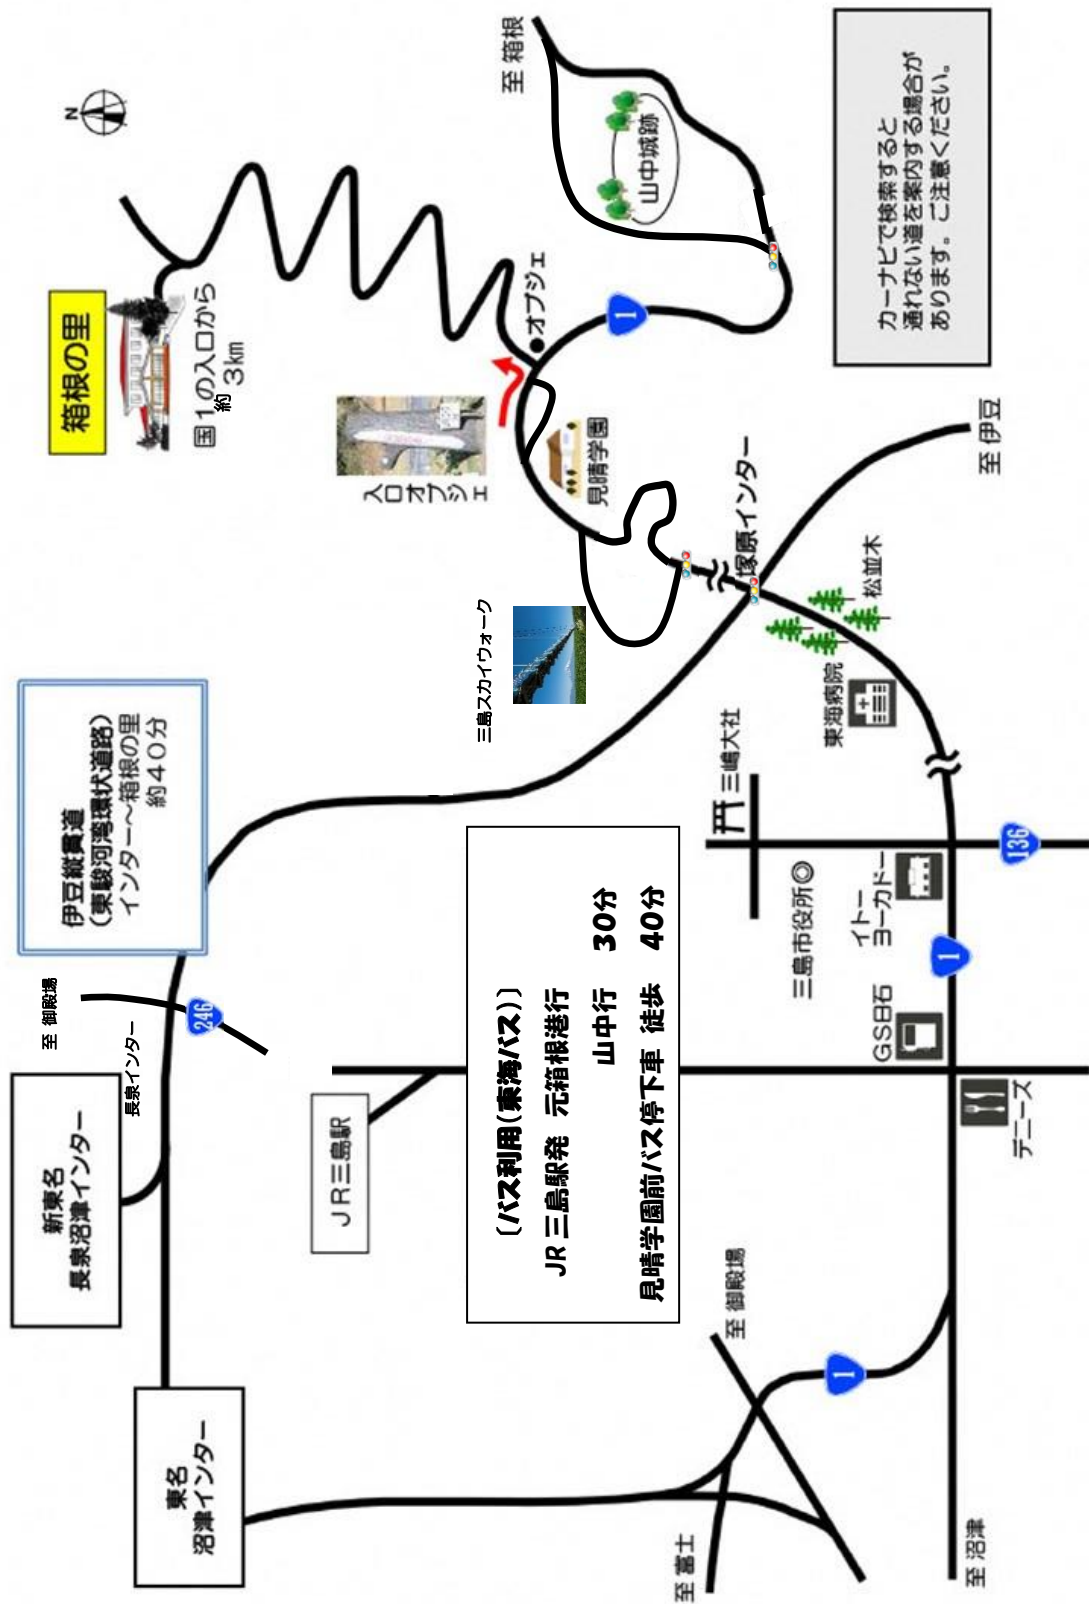 N
箱根の里
国１の入口から
約３km
入口オブジェ
●オブジェ
至 箱根
山中城跡
1
カーナビで検索すると
通れない道を案内する場合が
あります。ご注意ください。
見晴学園
三島スカイウォーク
塚原インター
至 伊豆
松並木
東海病院
伊豆縦貫道
（東駿河湾環状道路）
インター～箱根の里
約４０分
至 御殿場
246
長泉インター
新東名
長泉沼津インター
東名
沼津インター
JR三島駅
〔バス利用（東海バス）〕
JR三島駅発 元箱根港行
山中行 30分
見晴学園前バス停下車 徒歩 40分
三嶋大社
三島市役所◎
136
イトー
ヨーカドー
1
GS日石
デニーズ
至 御殿場
1
至 富士
至 沼津